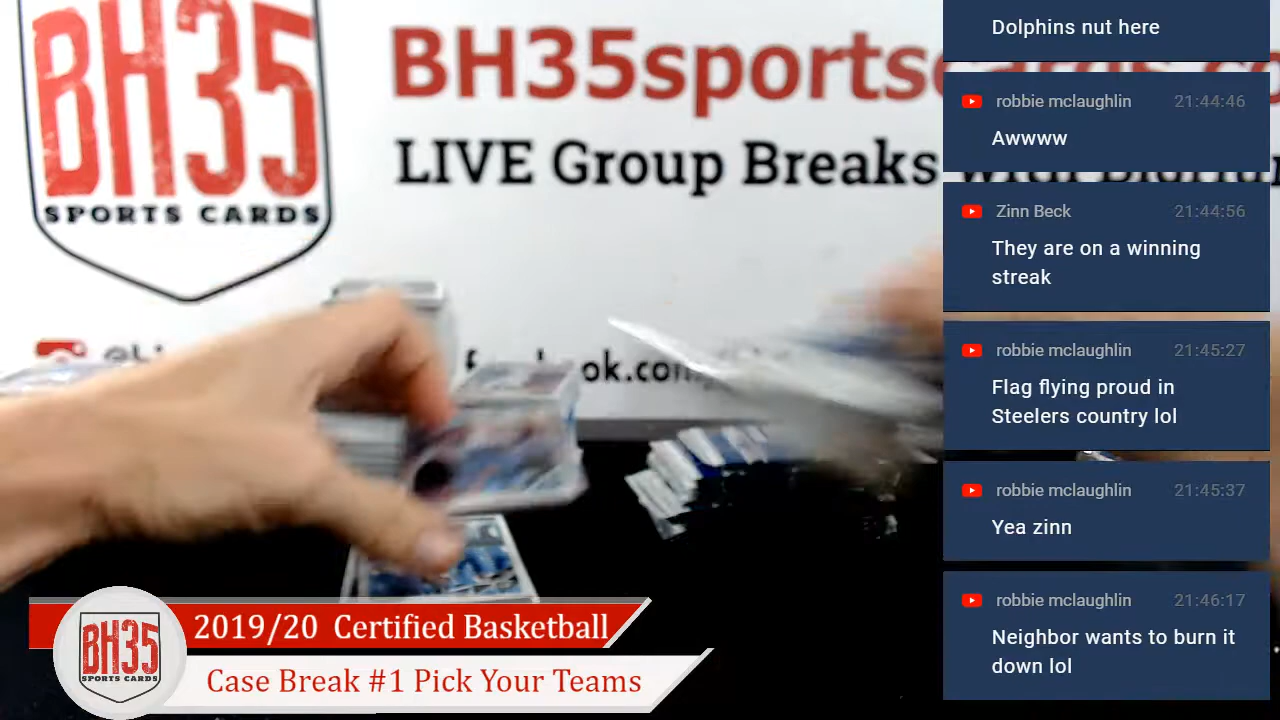 BH35
SPORTS CARDS
BH35sports
LIVE Group Breaks
ok.com
Dolphins nut here
robbie mclaughlin 21:44:46
Awwww
Zinn Beck 21:44:56
They are on a winning
streak
robbie mclaughlin 21:45:27
Flag flying proud in
Steelers country lol
robbie mclaughlin 21:45:37
Yea zinn
robbie mclaughlin 21:46:17
Neighbor wants to burn it
down lol
BH35
SPORTS CARDS
2019/20 Certified Basketball
Case Break #1 Pick Your Teams